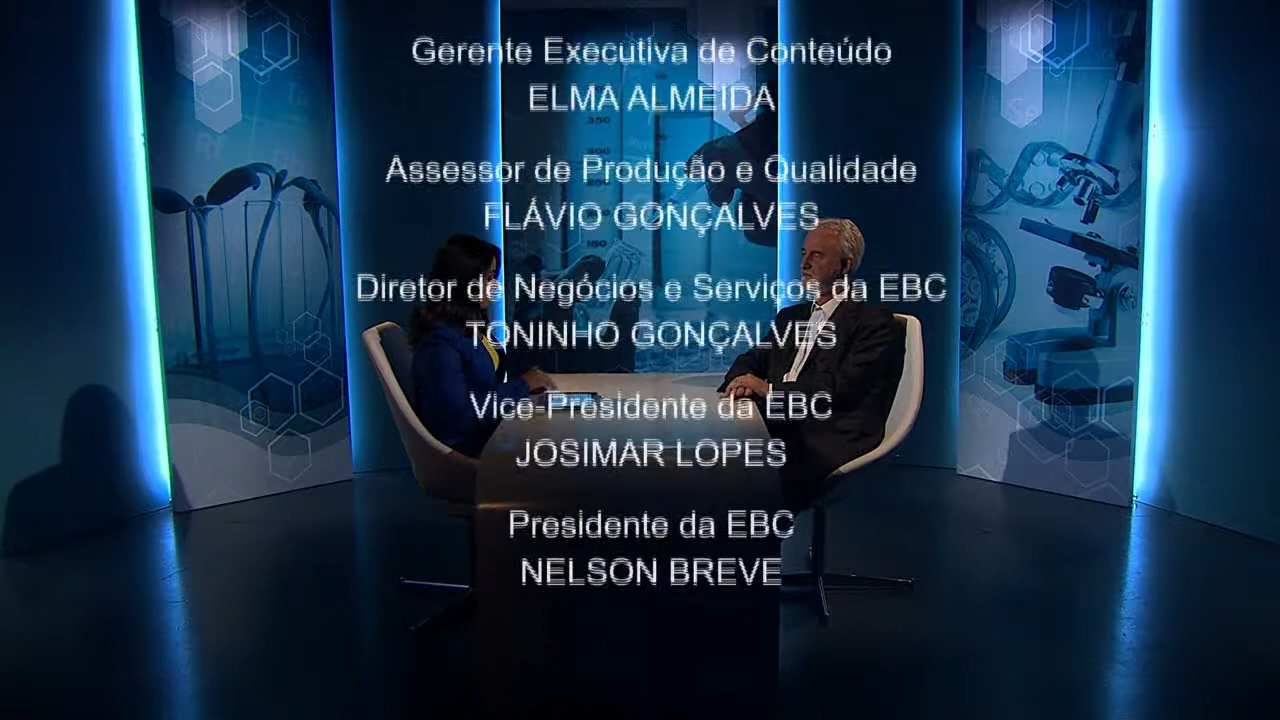 Gerente Executiva de Conteúdo
ELMA ALMEIDA
Assessor de Produção e Qualidade
FLÁVIO GONÇALVES
Diretor de Negócios e Serviços da EBC
TONINHO GONÇALVES
Vice-Presidente da EBC
JOSIMAR LOPES
Presidente da EBC
NELSON BREVE